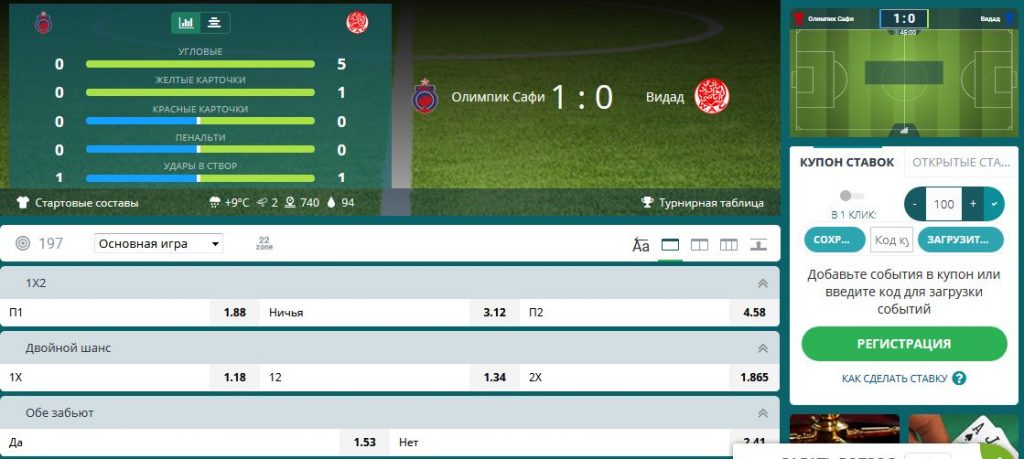 УГЛОВЫЕ
0 5
ЖЕЛТЫЕ КАРТОЧКИ
0 1
КРАСНЫЕ КАРТОЧКИ
0 0
ПЕНАЛЬТИ
0 0
УДАРЫ В СТВОР
1 1
Олимпик Сафи 1 : 0 Видад
Стартовые составы +9°C 2 740 94 Турнирная таблица
197 Основная игра 22 zone Аа
1X2
П1 1.88 Ничья 3.12 П2 4.58
Двойной шанс
1X 1.18 12 1.34 2X 1.865
Обе забьют
Да 1.53 Нет 2.41
Олимпик Сафи 1 : 0 Видад
45:00
КУПОН СТАВОК ОТКРЫТЫЕ СТА...
- 100 +
В 1 КЛИК:
СОХР... Код ку ЗАГРУЗИТ...
Добавьте события в купон или
введите код для загрузки
событий
РЕГИСТРАЦИЯ
КАК СДЕЛАТЬ СТАВКУ ?
A J